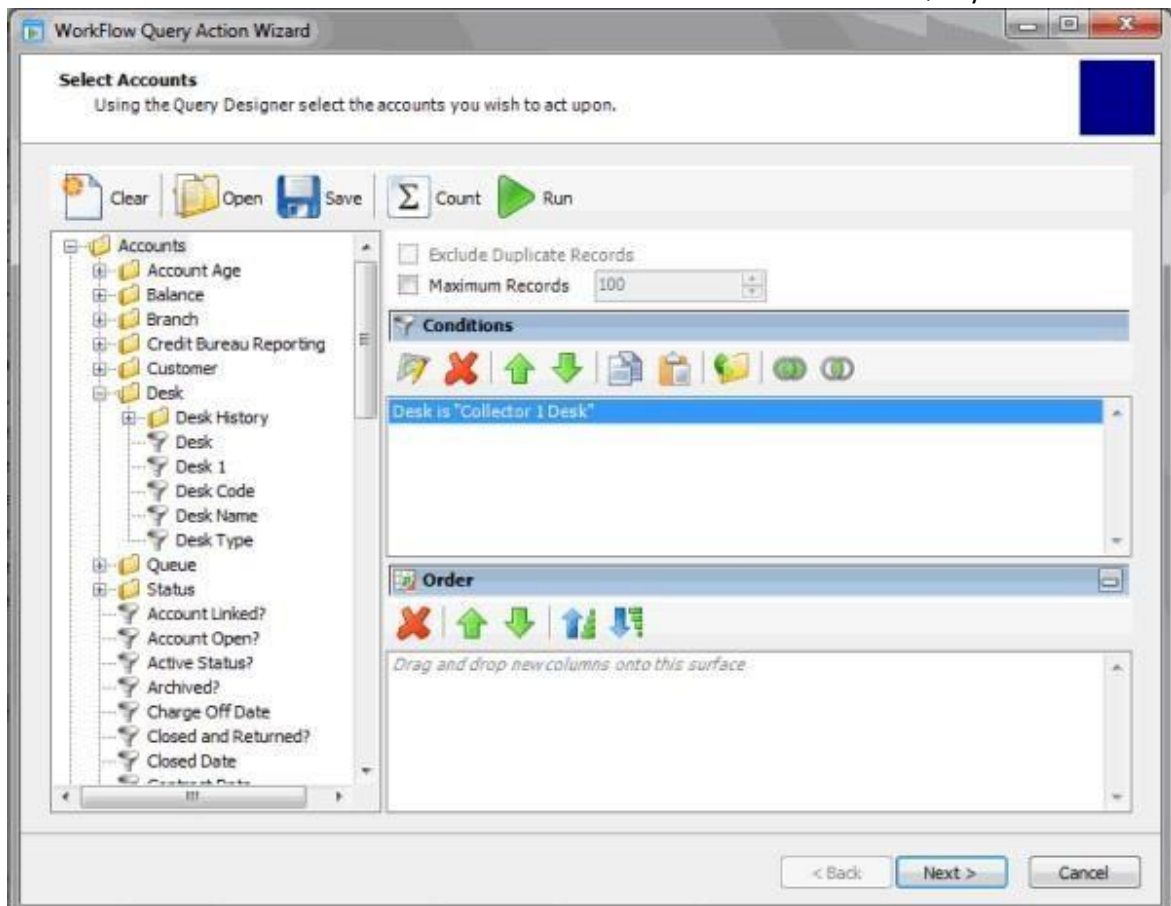 WorkFlow Query Action Wizard
Select Accounts
Using the Query Designer select the accounts you wish to act upon.
Clear Open Save Σ Count Run
Accounts
Account Age
Balance
Branch
Credit Bureau Reporting
Customer
Desk
Desk History
Desk
Desk 1
Desk Code
Desk Name
Desk Type
Queue
Status
Account Linked?
Account Open?
Active Status?
Archived?
Charge Off Date
Closed and Returned?
Closed Date
Exclude Duplicate Records
Maximum Records 100
Conditions
Desk is "Collector 1 Desk"
Order
Drag and drop new columns onto this surface
< Back Next > Cancel